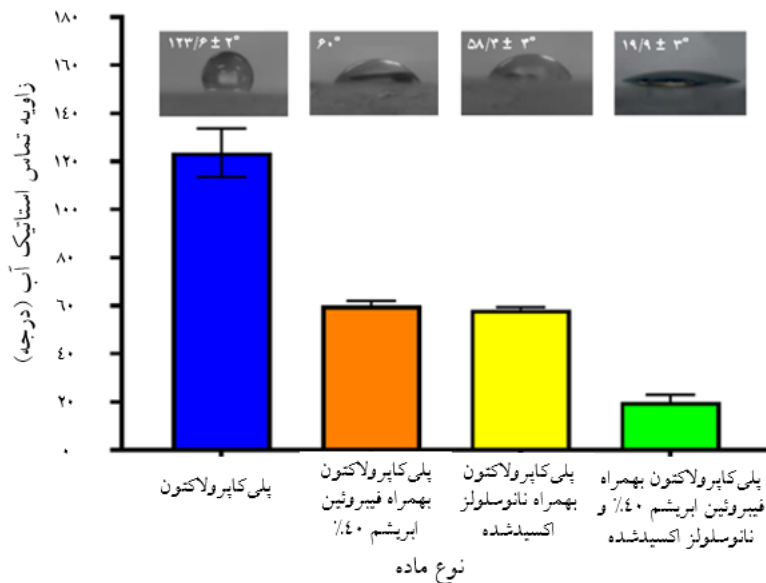 زاویه تماس استاتیک آب (درجه)
۱۸۰
۱۶۰
۱۴۰
۱۲۰
۱۰۰
۸۰
۶۰
۴۰
۲۰
۰
۱۲۳/۶ ± ۲°
۶۰°
۵۸/۳ ± ۳°
۱۹/۹ ± ۳°
پلی‌کاپرولاکتون
پلی‌کاپرولاکتون
بهمراه فیبروئین
ابریشم ۴۰٪
پلی‌کاپرولاکتون
بهمراه نانوسلولز
اکسیدشده
پلی‌کاپرولاکتون بهمراه
فیبروئین ابریشم ۴۰٪ و
نانوسلولز اکسیدشده
نوع ماده